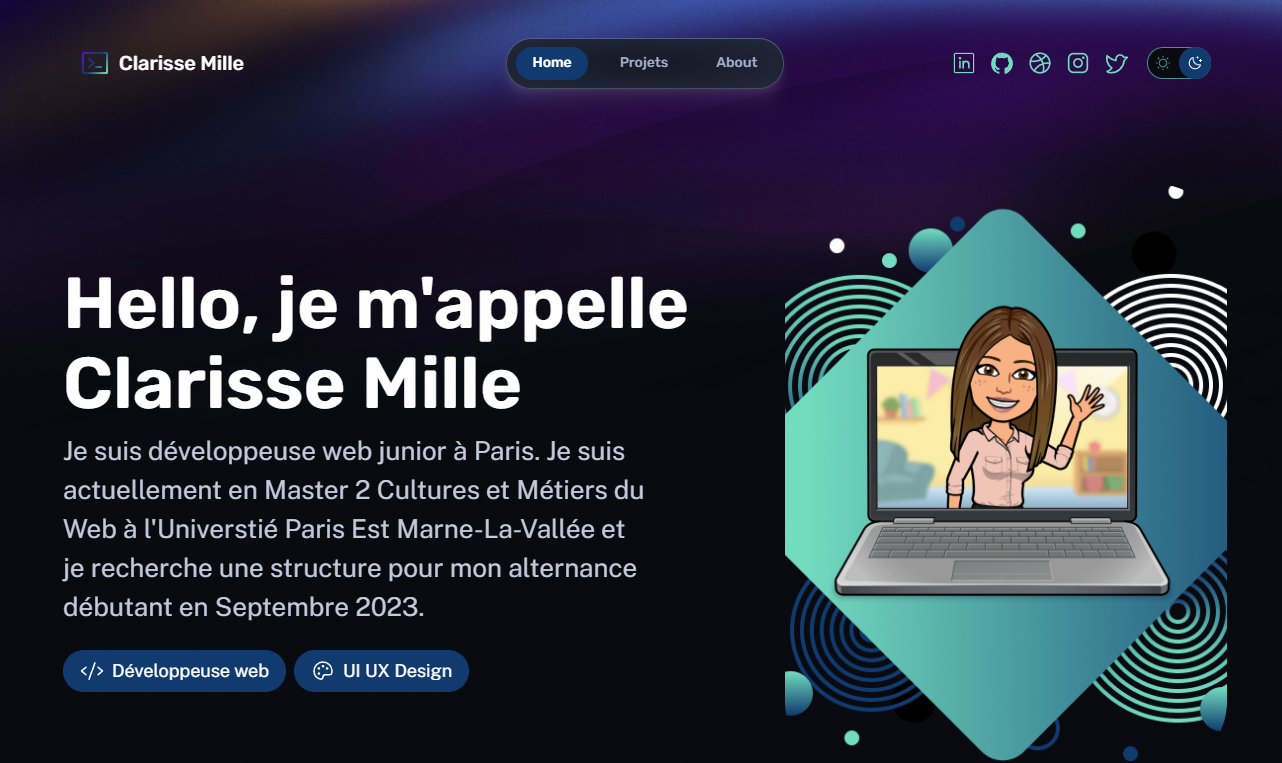 Clarisse Mille
Home Projets About
Hello, je m'appelle
Clarisse Mille
Je suis développeuse web junior à Paris. Je suis
actuellement en Master 2 Cultures et Métiers du
Web à l'Universtié Paris Est Marne-La-Vallée et
je recherche une structure pour mon alternance
débutant en Septembre 2023.
Développeuse web UI UX Design